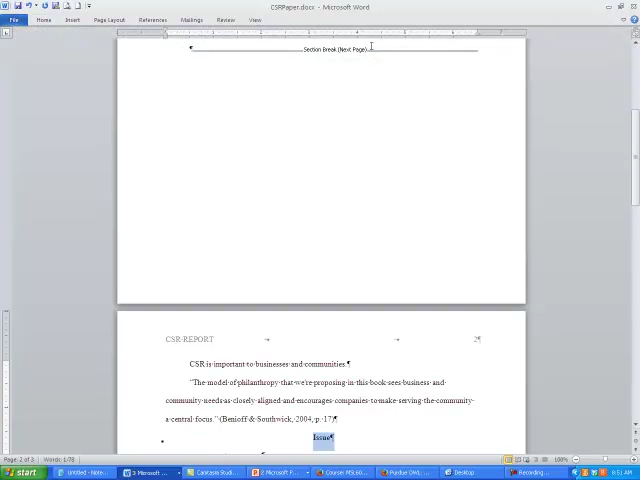 CSRPaper.docx - Microsoft Word
File Home Insert Page Layout References Mailings Review View
Section Break (Next Page)
CSR·REPORT 2¶
CSR·is·important·to·businesses·and·communities.¶
"The·model·of·philanthropy·that·we're·proposing·in·this·book·sees·business·and·
community·needs·as·closely·aligned·and·encourages·companies·to·make·serving·the·community·
a·central·focus."·(Benioff·&·Southwick,·2004,·p.·17)¶
Issue¶
Page: 2 of 3 Words: 1/78 100%
start Untitled - Note... 3 Microsoft ... Camtasia Studi... 2 Microsoft P... Course: MSL60... Purdue OWL:... Desktop Recording... 8:51 AM